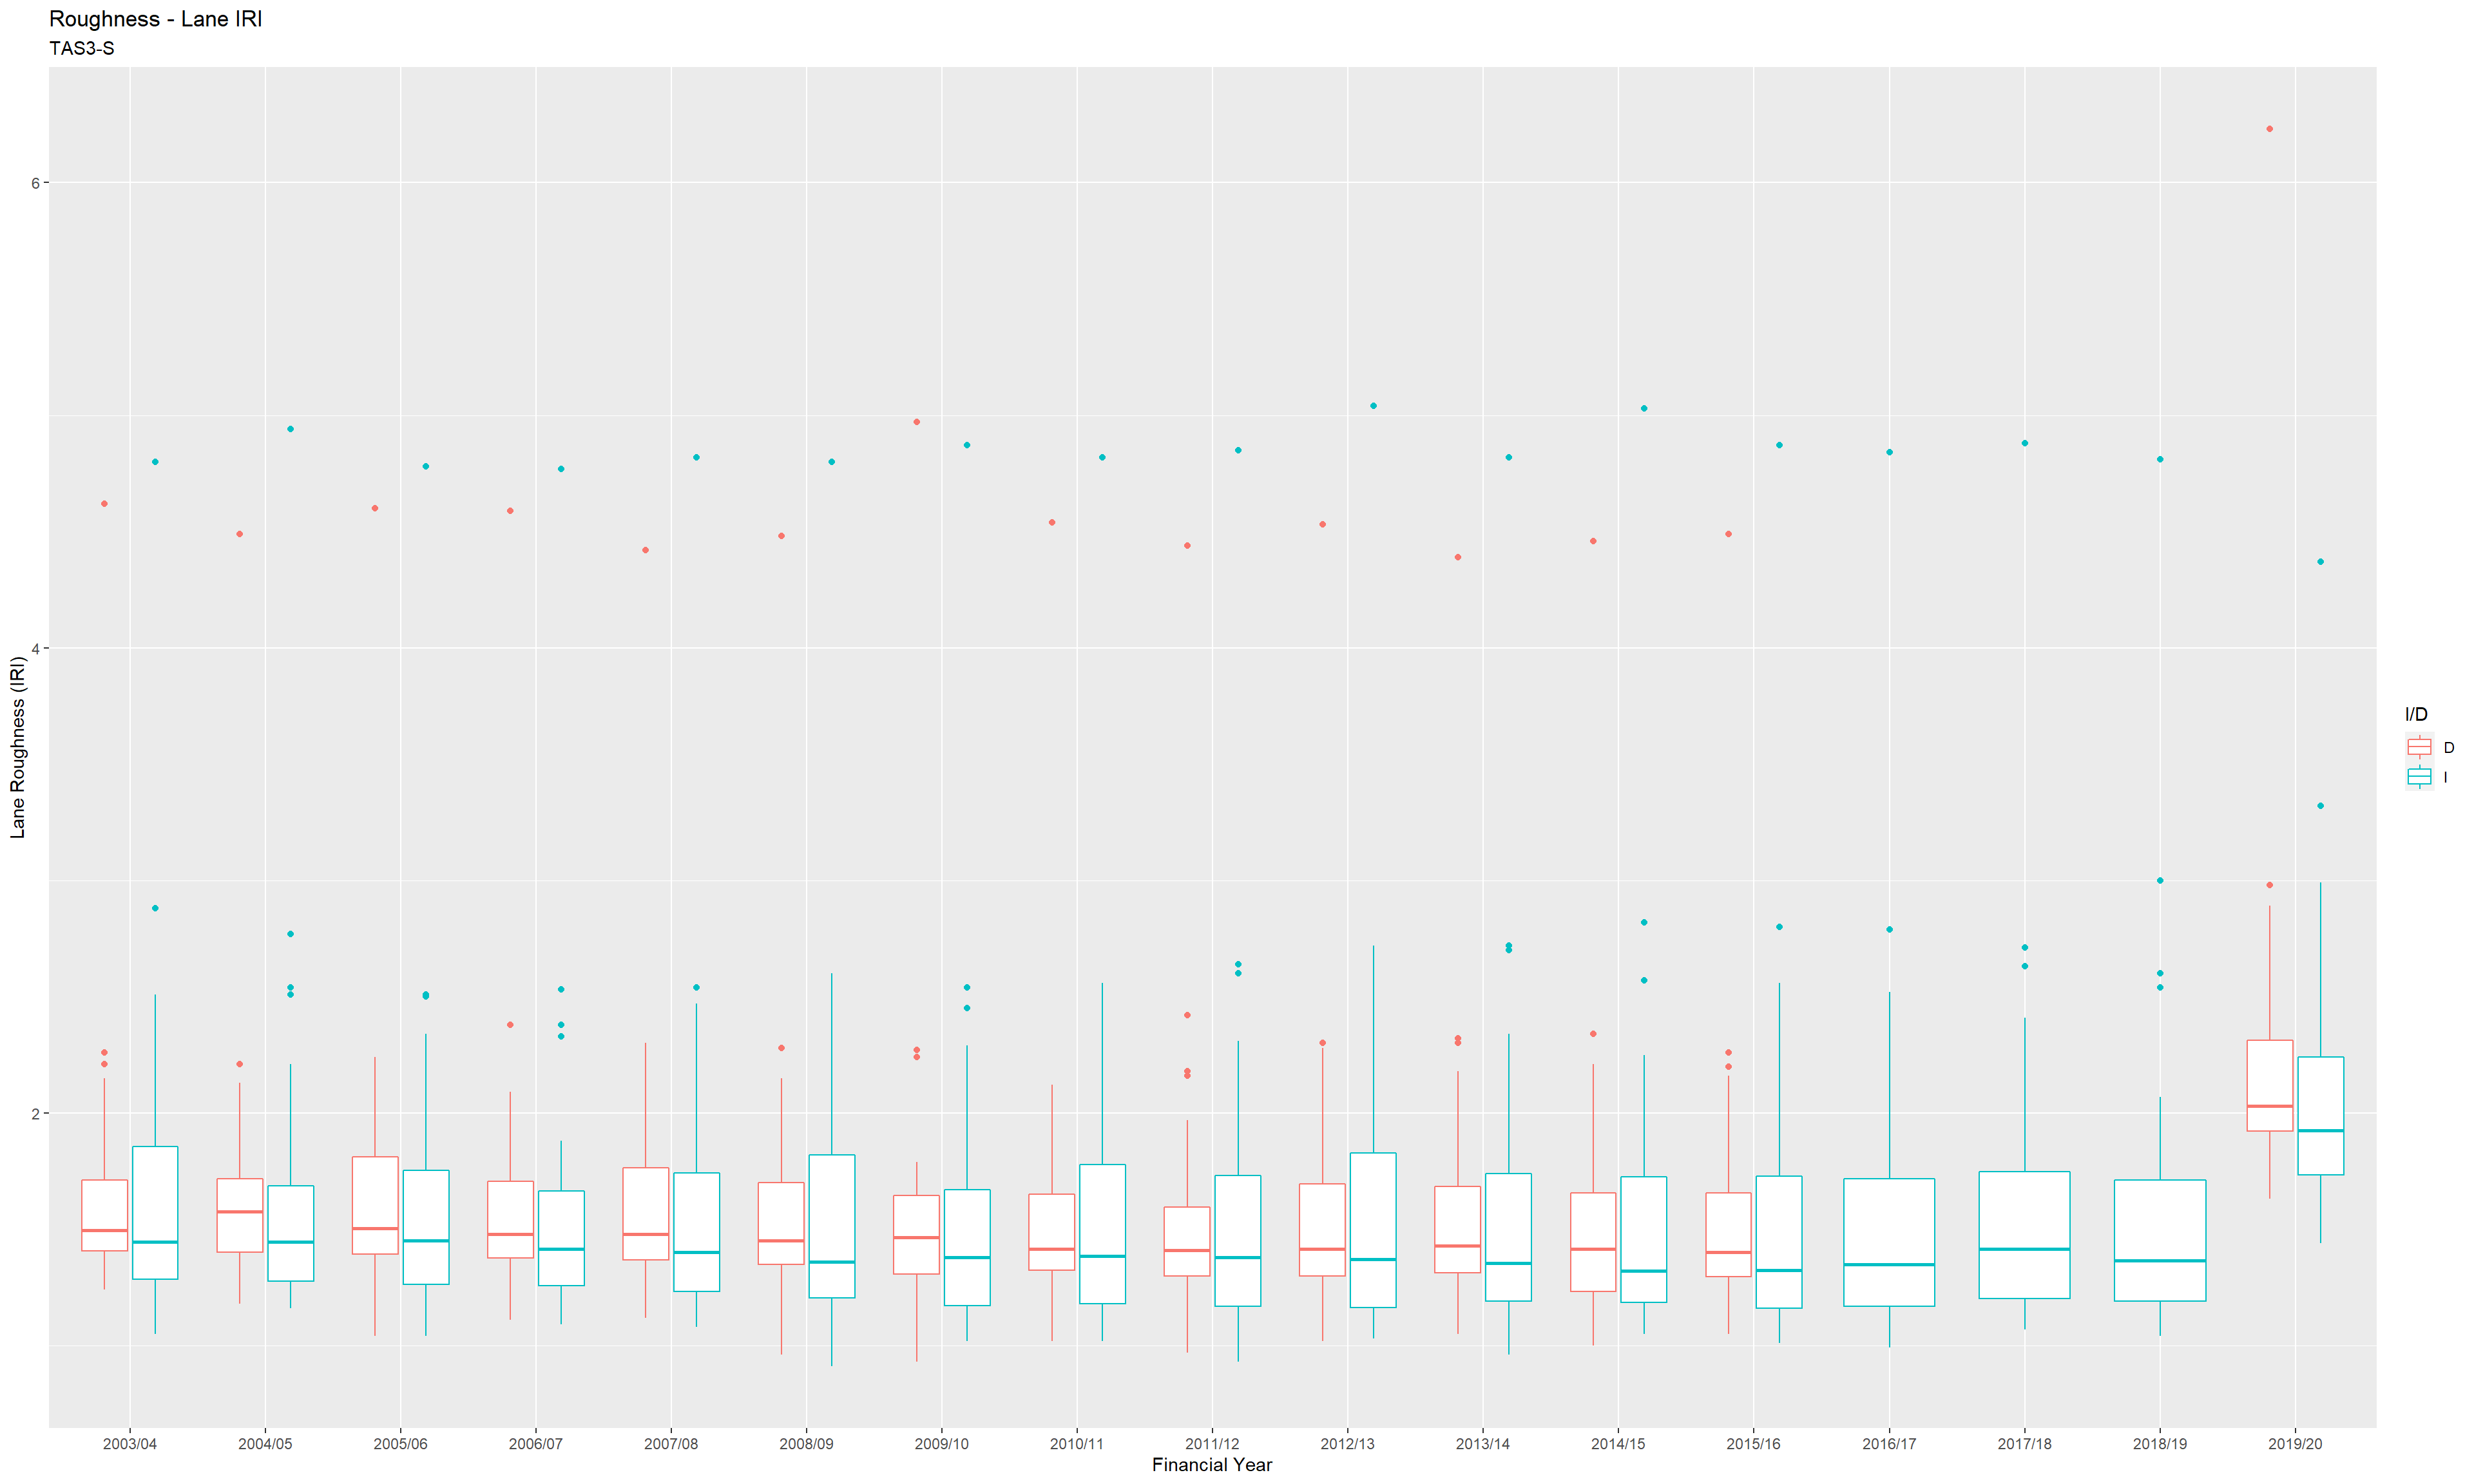 Roughness - Lane IRI
TAS3-S
Lane Roughness (IRI)
6
4
2
2003/04 2004/05 2005/06 2006/07 2007/08 2008/09 2009/10 2010/11 2011/12 2012/13 2013/14 2014/15 2015/16 2016/17 2017/18 2018/19 2019/20
Financial Year
I/D
D
I